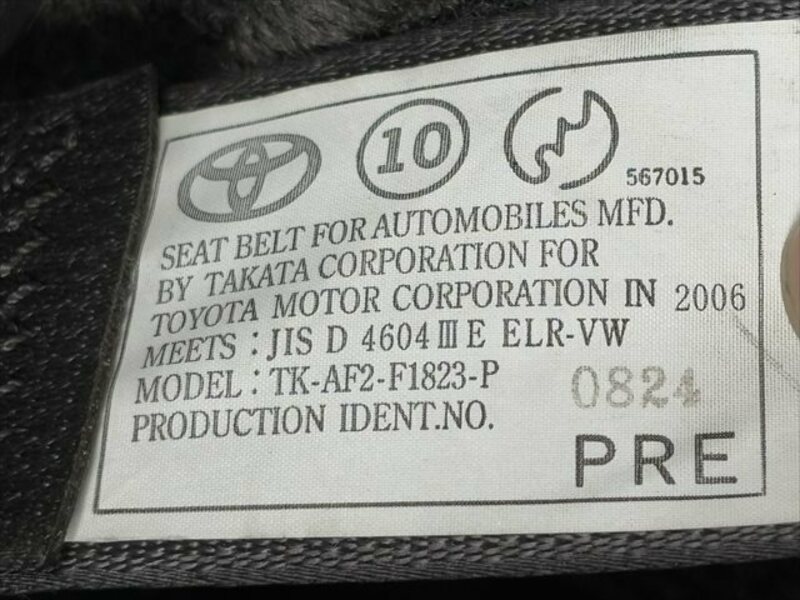 10
567015
SEAT BELT FOR AUTOMOBILES MFD.
BY TAKATA CORPORATION FOR
TOYOTA MOTOR CORPORATION IN 2006
MEETS : JIS D 4604 III E ELR-VW
MODEL : TK-AF2-F1823-P
PRODUCTION IDENT.NO. 0824
PRE